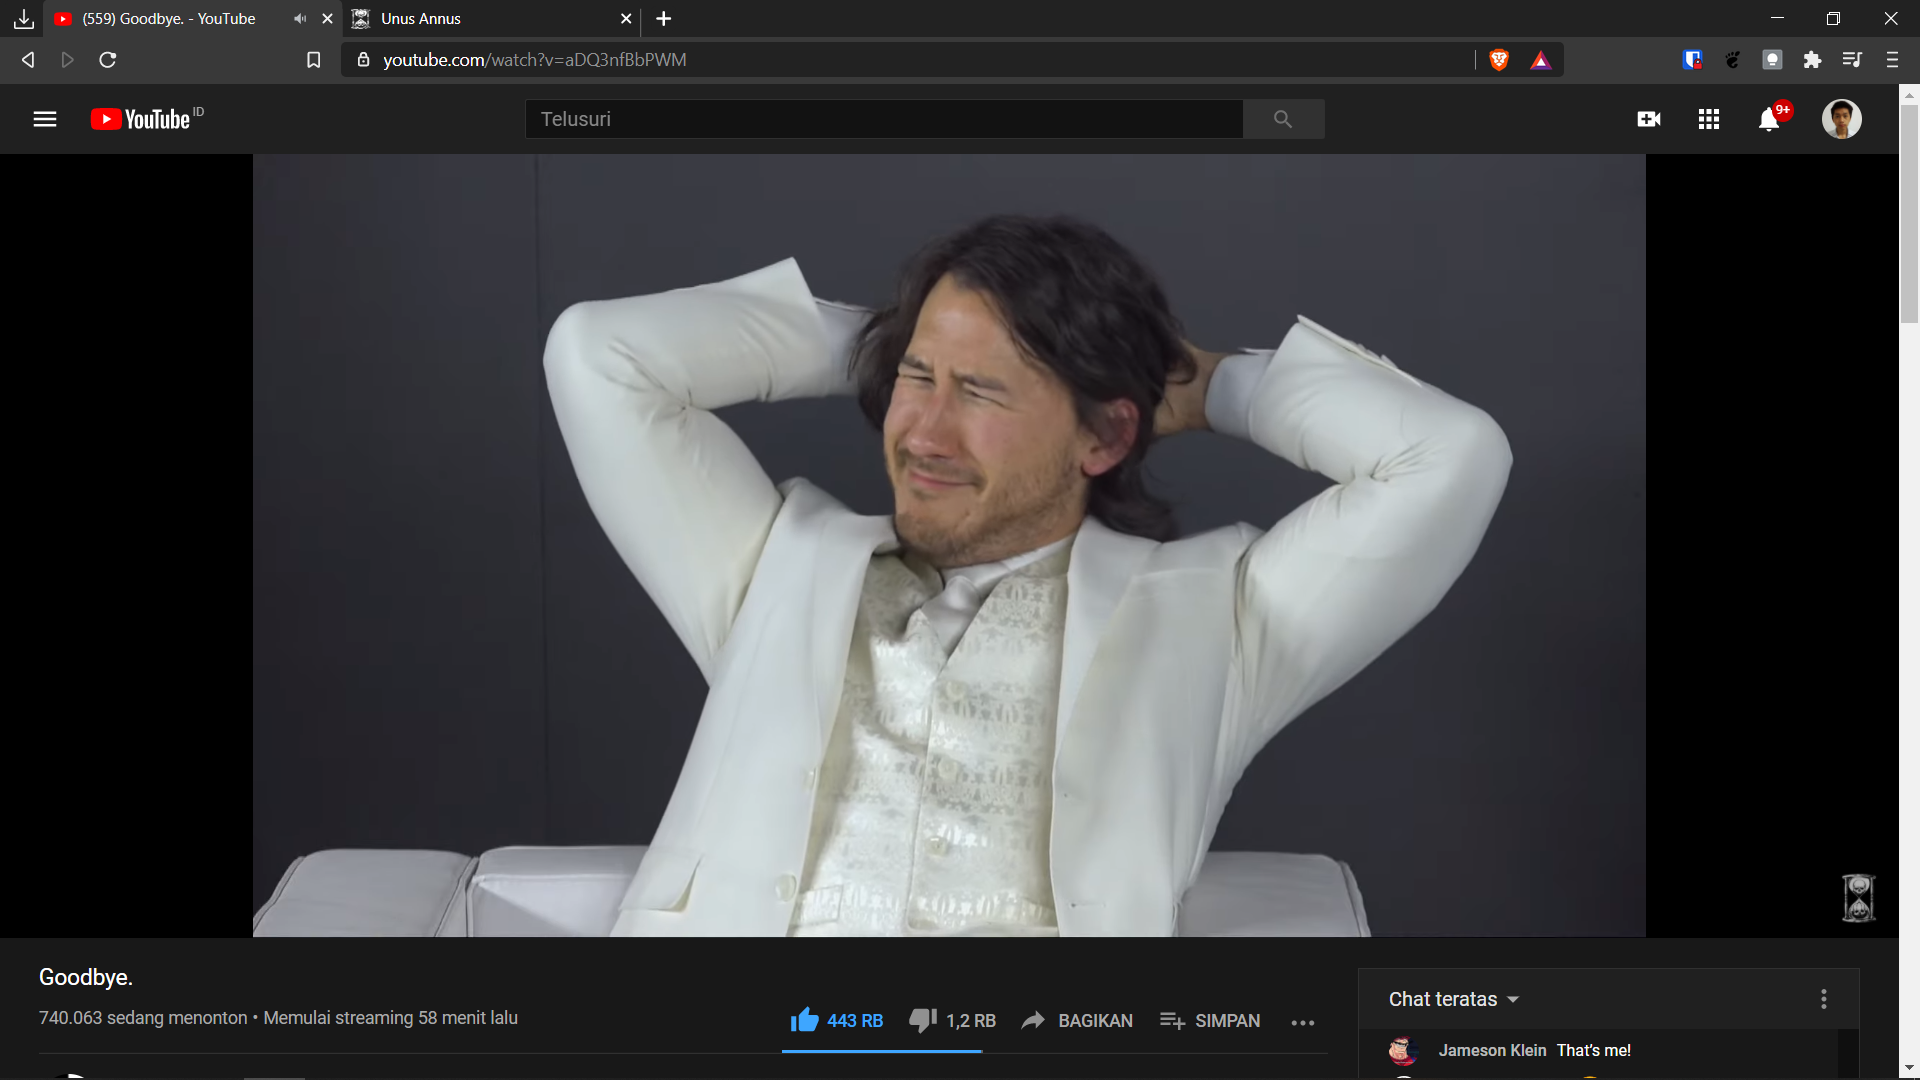 (559) Goodbye. - YouTube
Unus Annus
youtube.com/watch?v=aDQ3nfBbPWM
YouTube ID
Telusuri
9+
Goodbye.
740.063 sedang menonton • Memulai streaming 58 menit lalu
443 RB
1,2 RB
BAGIKAN
SIMPAN
Chat teratas
Jameson Klein That's me!